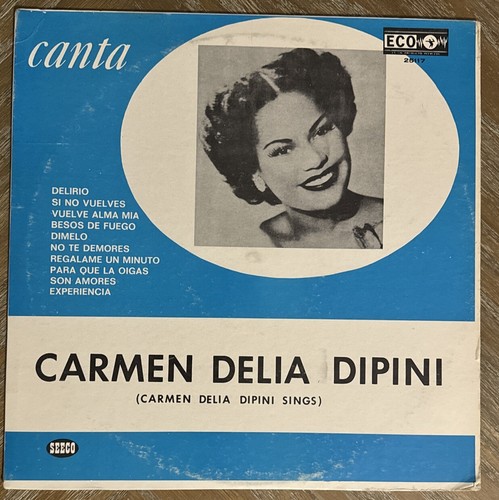 canta
ECO
25117
DELIRIO
SI NO VUELVES
VUELVE ALMA MIA
BESOS DE FUEGO
DIMELO
NO TE DEMORES
REGALAME UN MINUTO
PARA QUE LA OIGAS
SON AMORES
EXPERIENCIA
CARMEN DELIA DIPINI
(CARMEN DELIA DIPINI SINGS)
SEECO